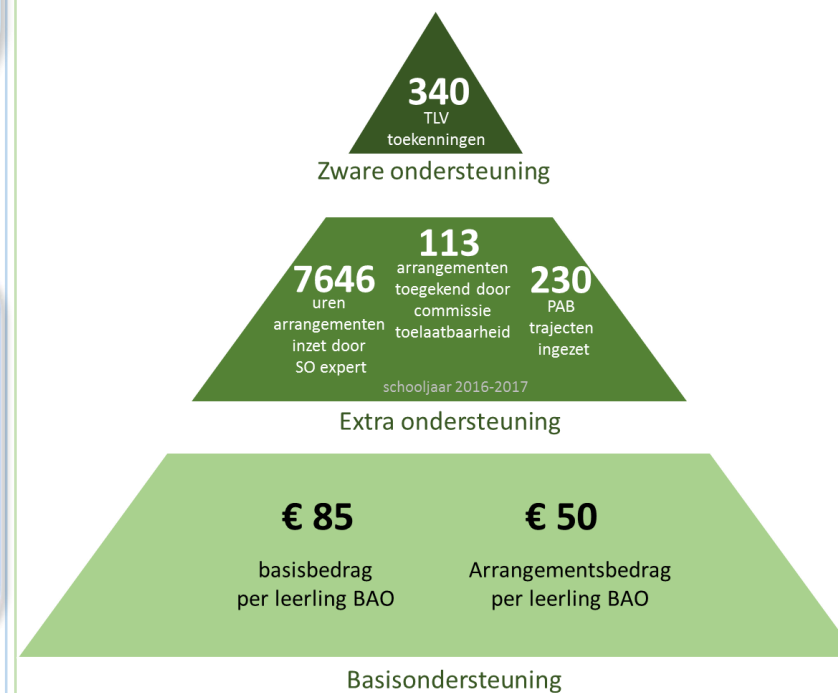 340
TLV
toekenningen
Zware ondersteuning
7646
uren
arrangementen
inzet door
SO expert
113
arrangementen
toegekend door
commissie
toelaatbaarheid
230
PAB
trajecten
ingezet
schooljaar 2016-2017
Extra ondersteuning
€ 85
basisbedrag
per leerling BAO
€ 50
Arrangementsbedrag
per leerling BAO
Basisondersteuning